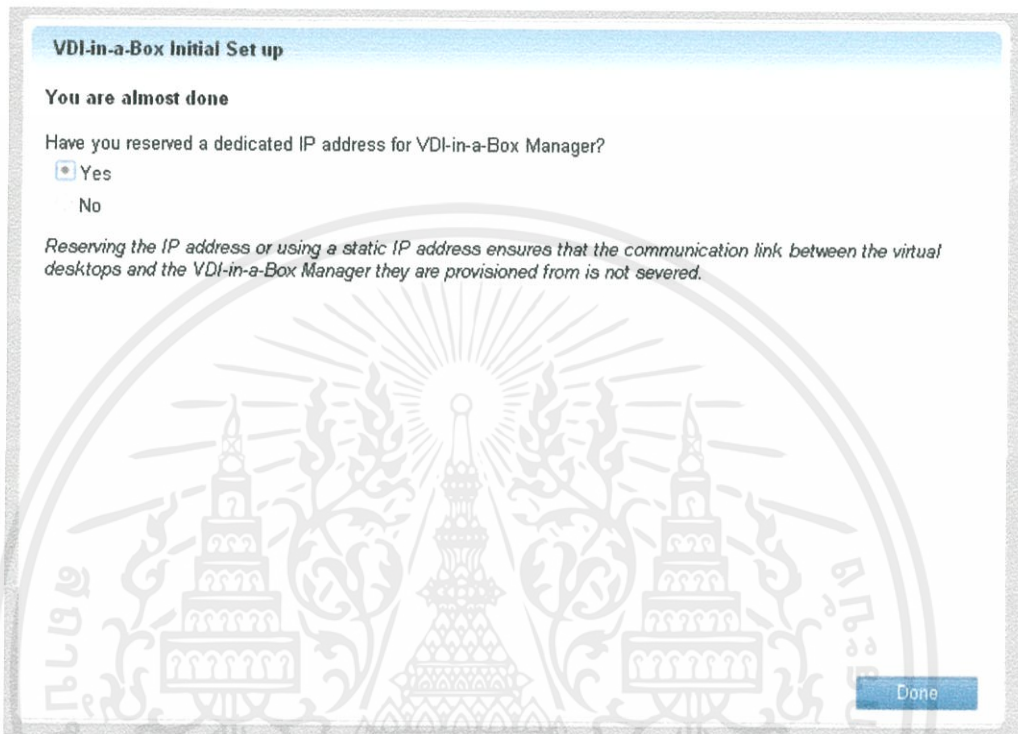 VDI-in-a-Box Initial Set up
You are almost done
Have you reserved a dedicated IP address for VDI-in-a-Box Manager?
Yes
No
Reserving the IP address or using a static IP address ensures that the communication link between the virtual
desktops and the VDI-in-a-Box Manager they are provisioned from is not severed.
Done